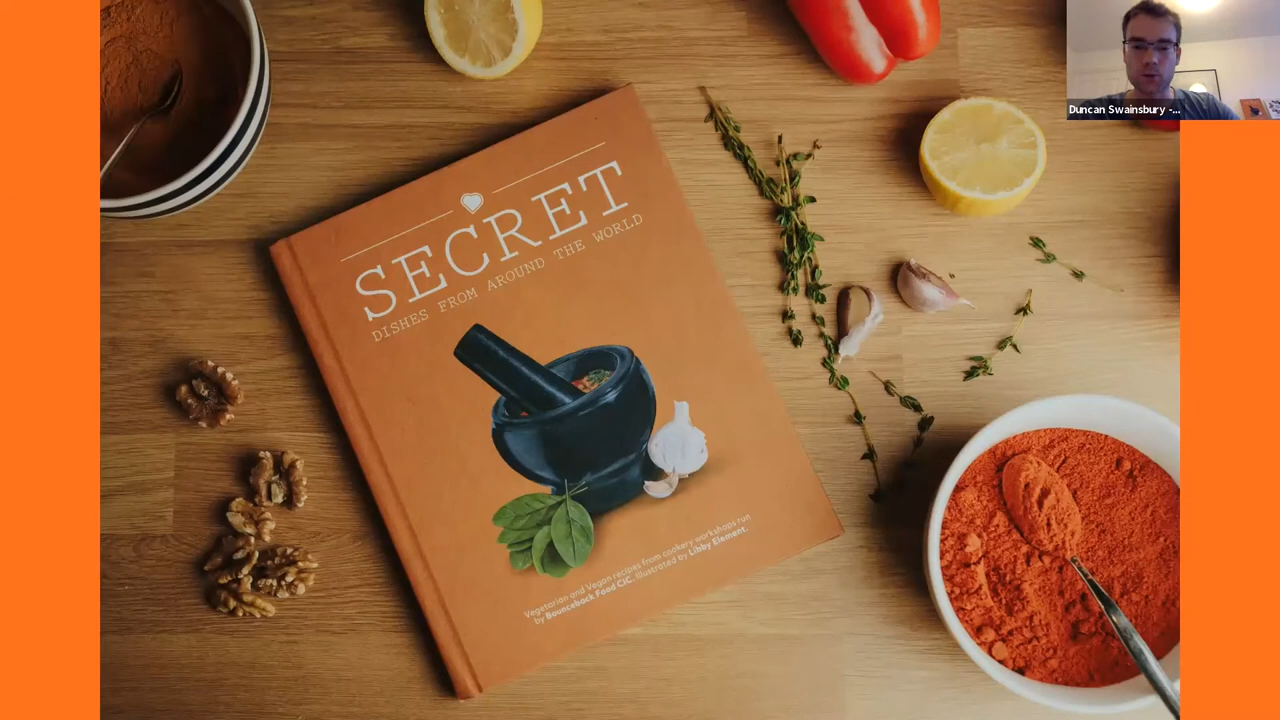 Duncan Swainsbury -...
SECRET
DISHES FROM AROUND THE WORLD
Vegetarian and Vegan recipes from cookery workshops run
by Bounceback Food CIC. Illustrated by Libby Element.